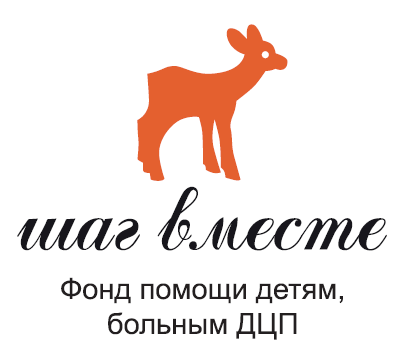 шаг вместе
Фонд помощи детям,
больным ДЦП